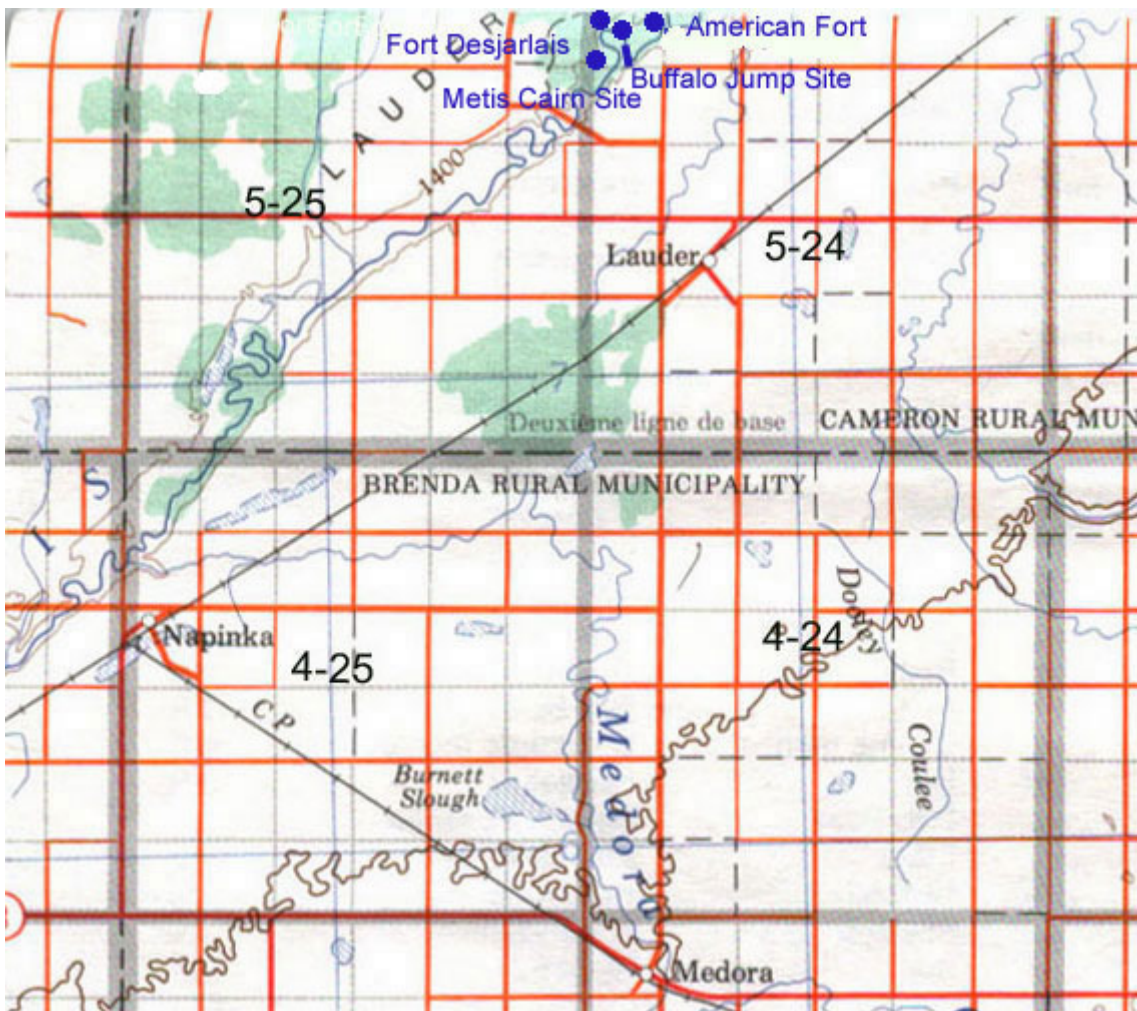 American Fort
Fort Desjarlais
Buffalo Jump Site
Metis Cairn Site
LAUDER
1400
5-25
5-24
Lauder
Deuxième ligne de base
CAMERON RURAL MUN
BRENDA RURAL MUNICIPALITY
I S
Dooley
Coulee
Napinka
4-25
4-24
CP
Medora
Burnett
Slough
Medora